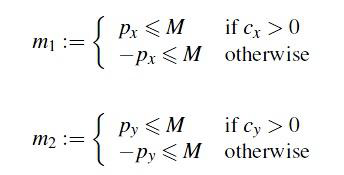 m₁ := { pₓ ⩽ M if cₓ > 0
−pₓ ⩽ M otherwise
m₂ := { p_y ⩽ M if c_y > 0
−p_y ⩽ M otherwise